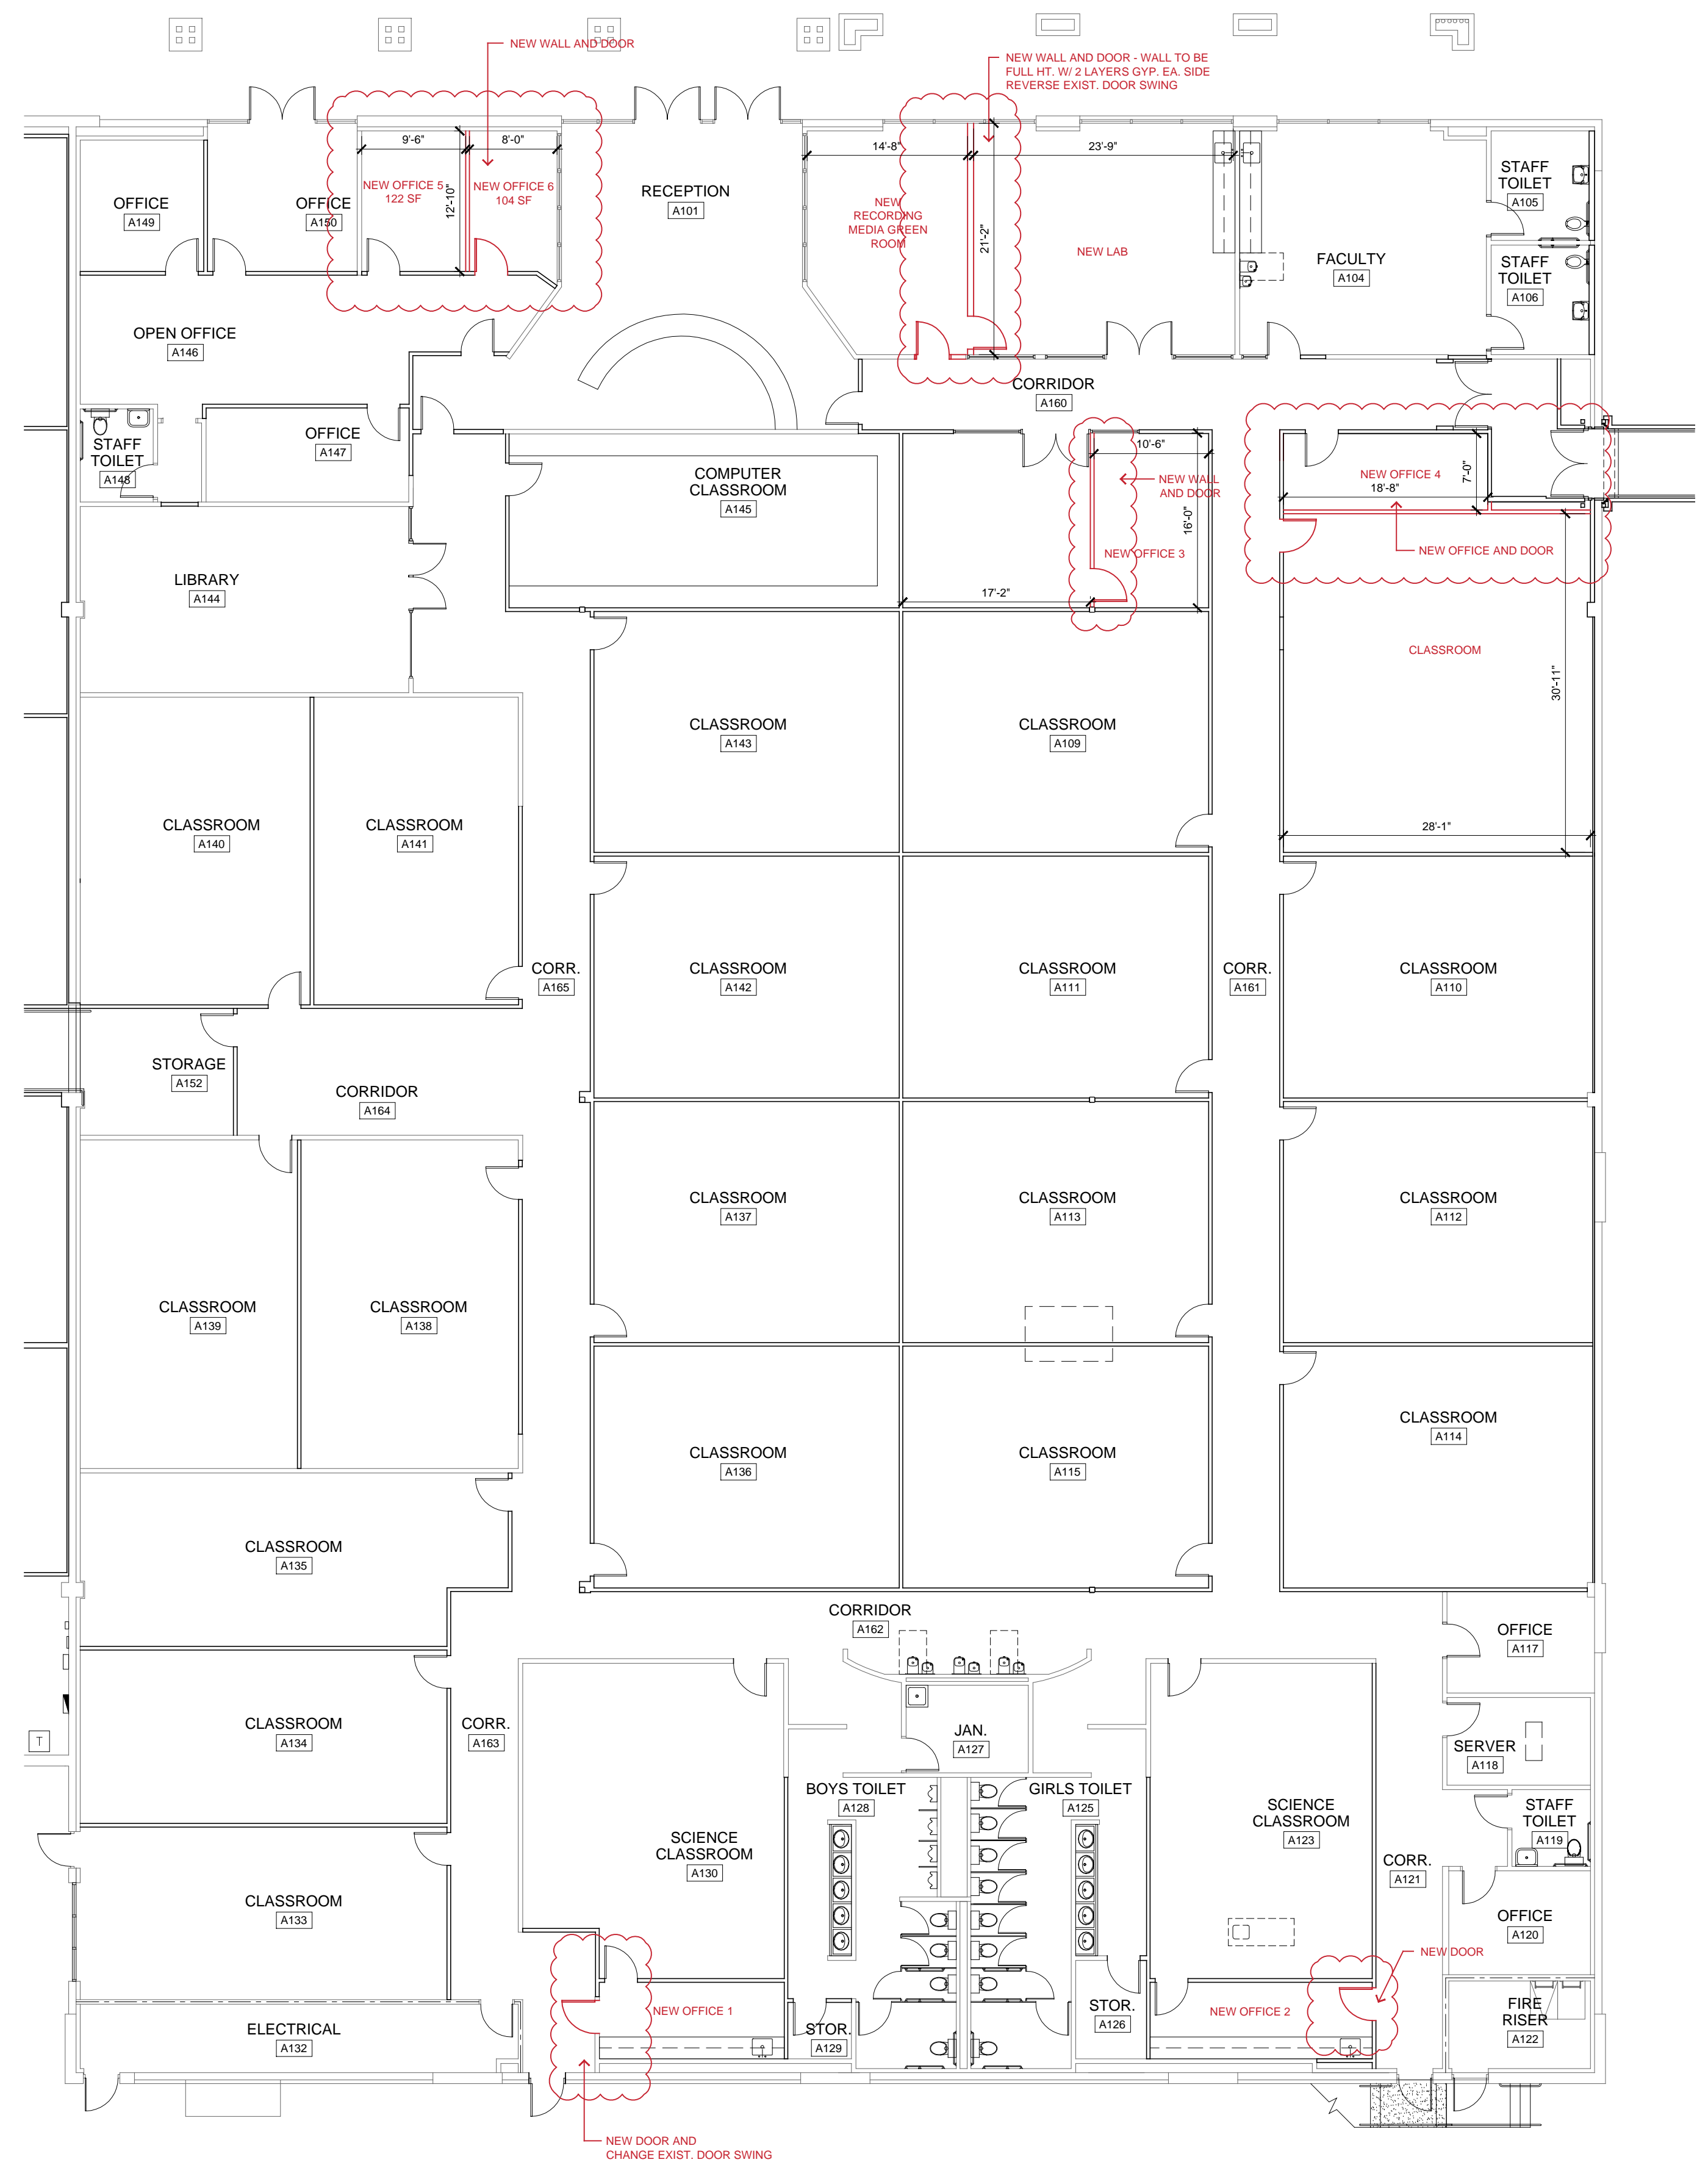 NEW WALL AND DOOR
NEW WALL AND DOOR - WALL TO BE
FULL HT. W/ 2 LAYERS GYP. EA. SIDE
REVERSE EXIST. DOOR SWING
9'-6"
8'-0"
14'-8"
23'-9"
OFFICE
A149
OFFICE
A150
NEW OFFICE 5
122 SF
12'-10"
NEW OFFICE 6
104 SF
RECEPTION
A101
NEW
RECORDING
MEDIA GREEN
ROOM
21'-2"
NEW LAB
FACULTY
A104
STAFF
TOILET
A105
STAFF
TOILET
A106
OPEN OFFICE
A146
CORRIDOR
A160
STAFF
TOILET
A148
OFFICE
A147
COMPUTER
CLASSROOM
A145
10'-6"
NEW WALL
AND DOOR
16'-0"
NEW OFFICE 3
17'-2"
NEW OFFICE 4
18'-8"
7'-0"
NEW OFFICE AND DOOR
LIBRARY
A144
CLASSROOM
30'-11"
28'-1"
CLASSROOM
A143
CLASSROOM
A109
CLASSROOM
A140
CLASSROOM
A141
CORR.
A165
CLASSROOM
A142
CLASSROOM
A111
CORR.
A161
CLASSROOM
A110
STORAGE
A152
CORRIDOR
A164
CLASSROOM
A137
CLASSROOM
A113
CLASSROOM
A112
CLASSROOM
A139
CLASSROOM
A138
CLASSROOM
A136
CLASSROOM
A115
CLASSROOM
A114
CLASSROOM
A135
CORRIDOR
A162
OFFICE
A117
CLASSROOM
A134
CORR.
A163
JAN.
A127
SERVER
A118
T
BOYS TOILET
A128
GIRLS TOILET
A125
SCIENCE
CLASSROOM
A130
SCIENCE
CLASSROOM
A123
STAFF
TOILET
A119
CORR.
A121
CLASSROOM
A133
OFFICE
A120
NEW DOOR
ELECTRICAL
A132
NEW OFFICE 1
STOR.
A129
STOR.
A126
NEW OFFICE 2
FIRE
RISER
A122
NEW DOOR AND
CHANGE EXIST. DOOR SWING